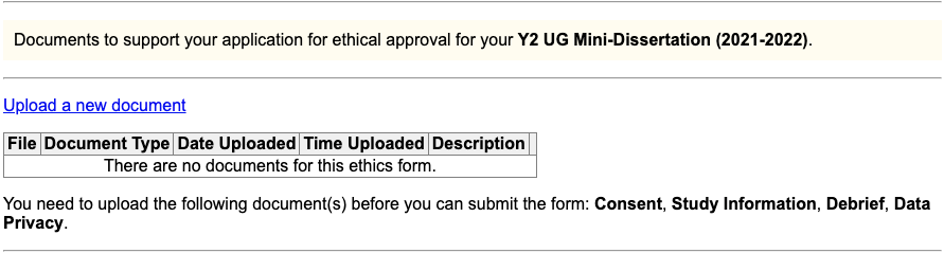 Documents to support your application for ethical approval for your Y2 UG Mini-Dissertation (2021-2022).
Upload a new document
File Document Type Date Uploaded Time Uploaded Description
There are no documents for this ethics form.
You need to upload the following document(s) before you can submit the form: Consent, Study Information, Debrief, Data
Privacy.